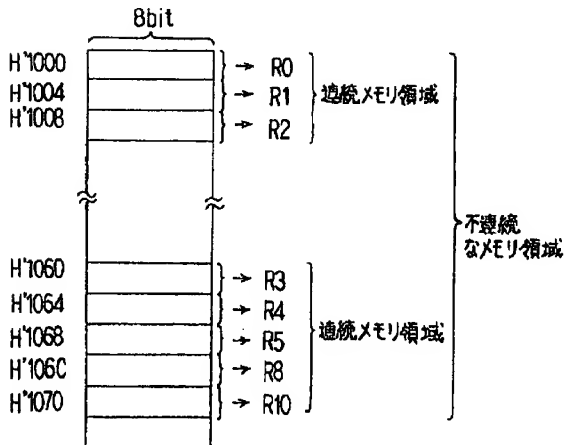 8bit
H'1000 → R0
H'1004 → R1 連続メモリ領域
H'1008 → R2
不連続
なメモリ領域
H'1060 → R3
H'1064 → R4
H'1068 → R5 連続メモリ領域
H'106C → R8
H'1070 → R10